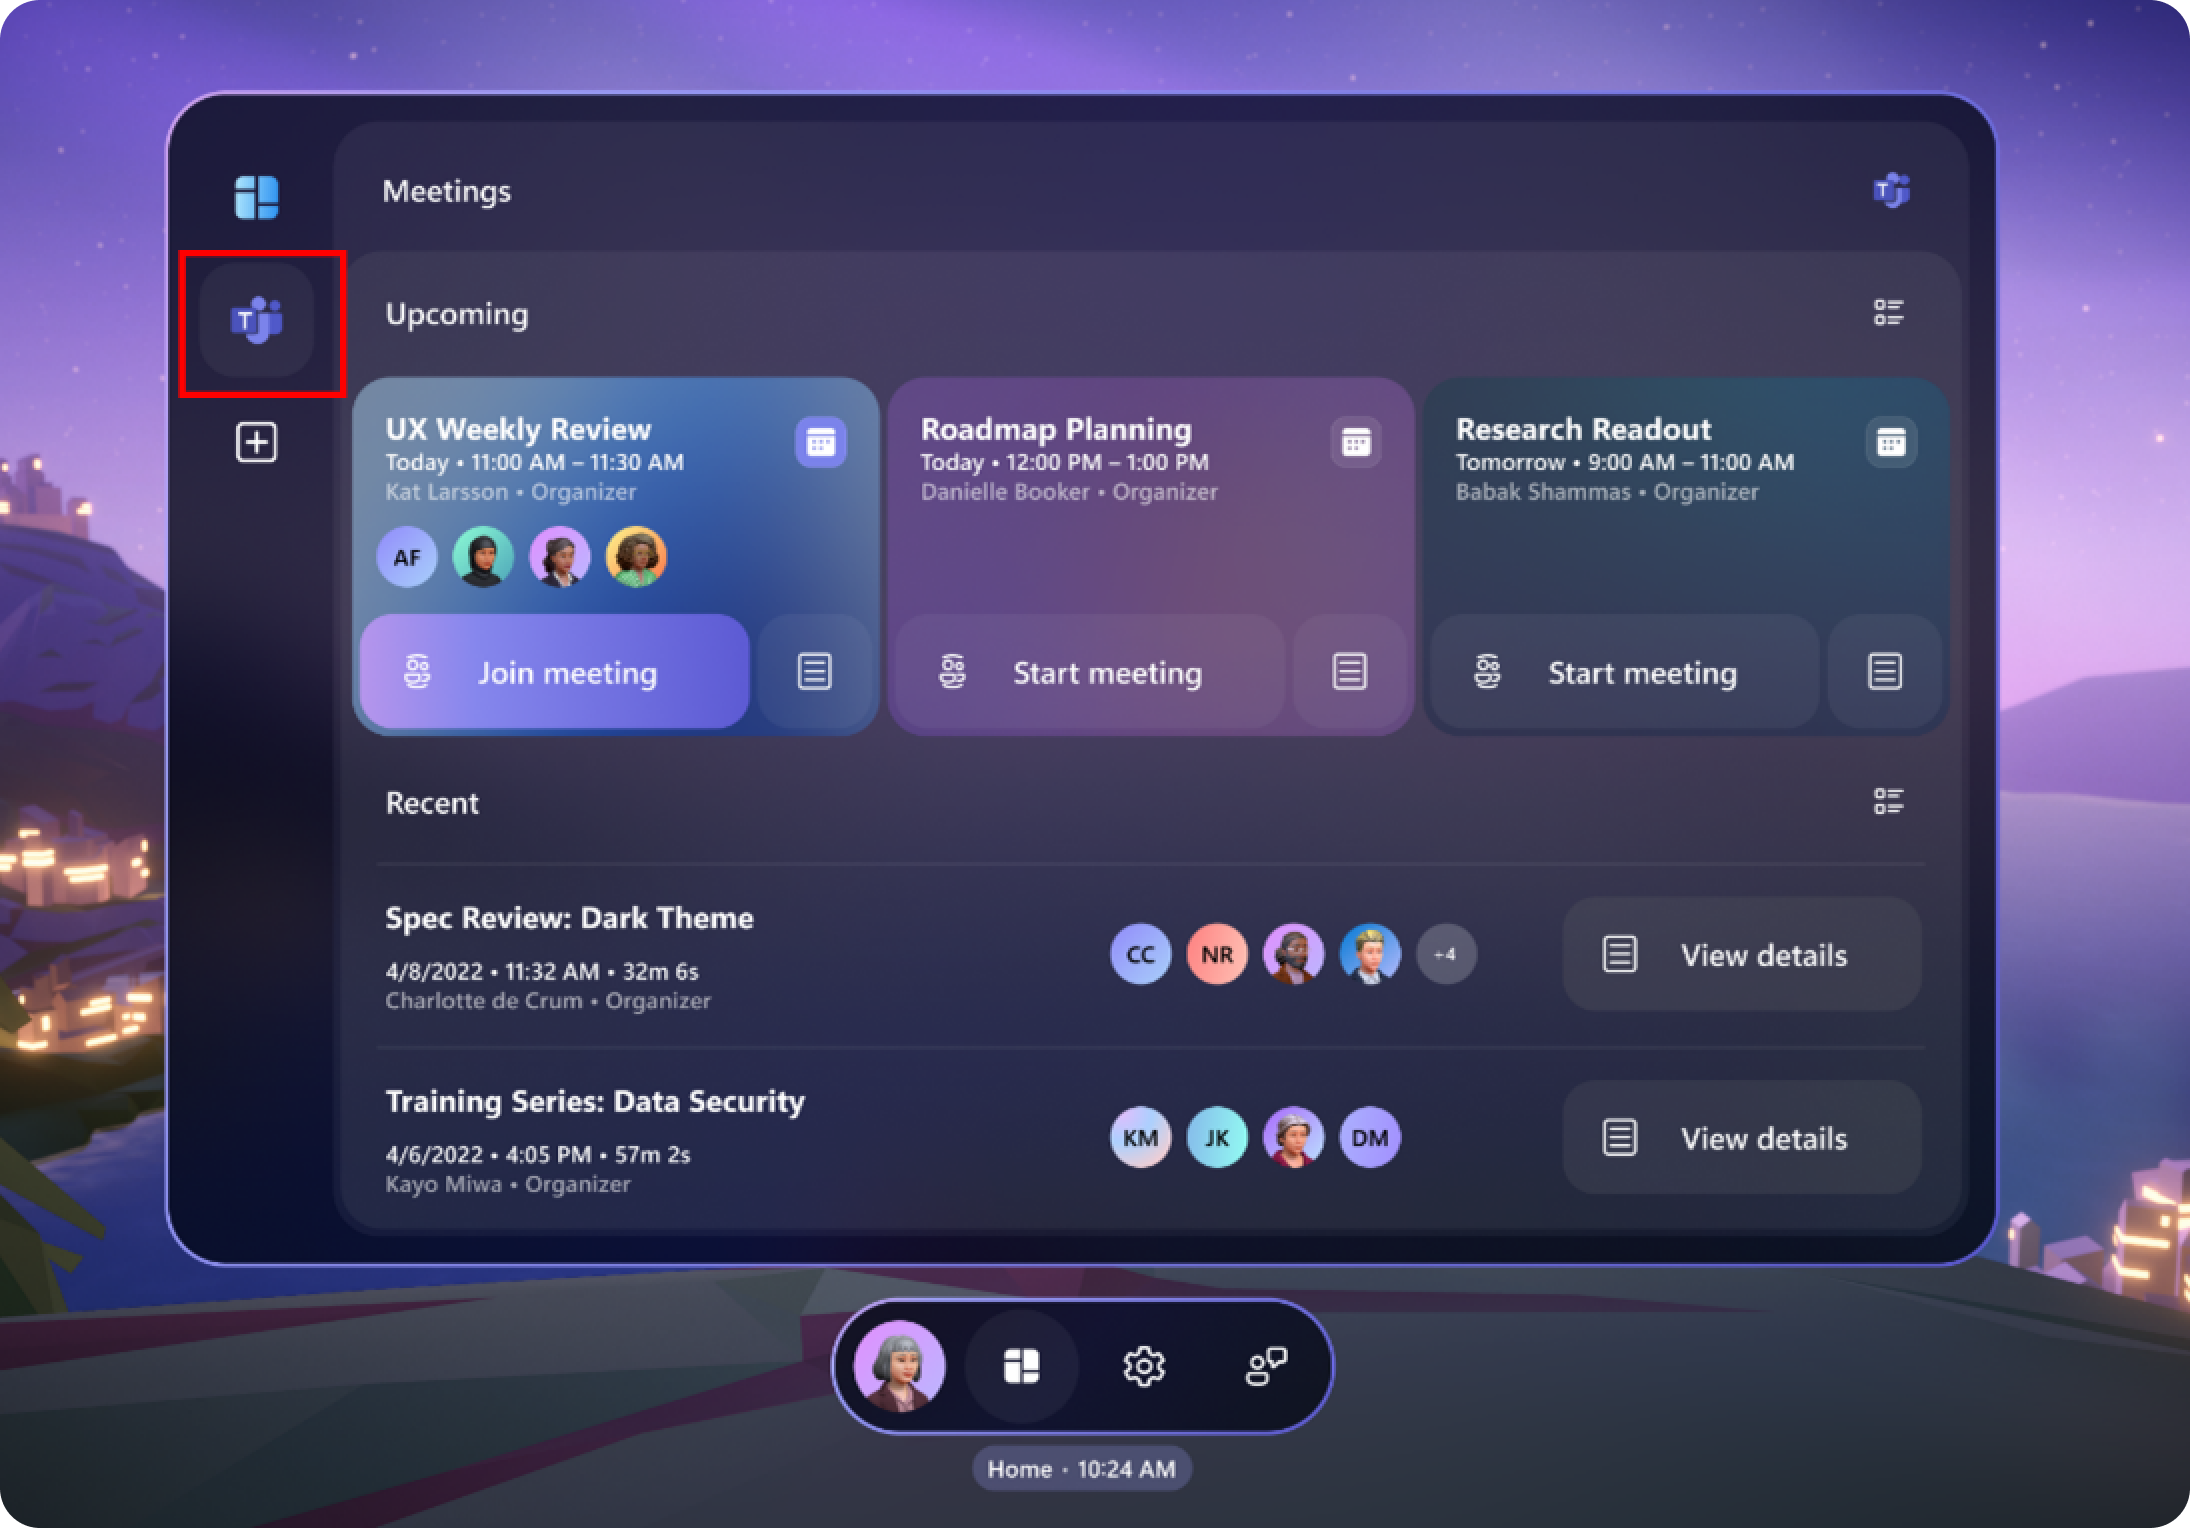 Meetings
T
T
Upcoming
UX Weekly Review
Today • 11:00 AM – 11:30 AM
Kat Larsson • Organizer
AF
Join meeting
Roadmap Planning
Today • 12:00 PM – 1:00 PM
Danielle Booker • Organizer
Start meeting
Research Readout
Tomorrow • 9:00 AM – 11:00 AM
Babak Shammas • Organizer
Start meeting
Recent
Spec Review: Dark Theme
4/8/2022 • 11:32 AM • 32m 6s
Charlotte de Crum • Organizer
CC NR +4
View details
Training Series: Data Security
4/6/2022 • 4:05 PM • 57m 2s
Kayo Miwa • Organizer
KM JK DM
View details
Home • 10:24 AM